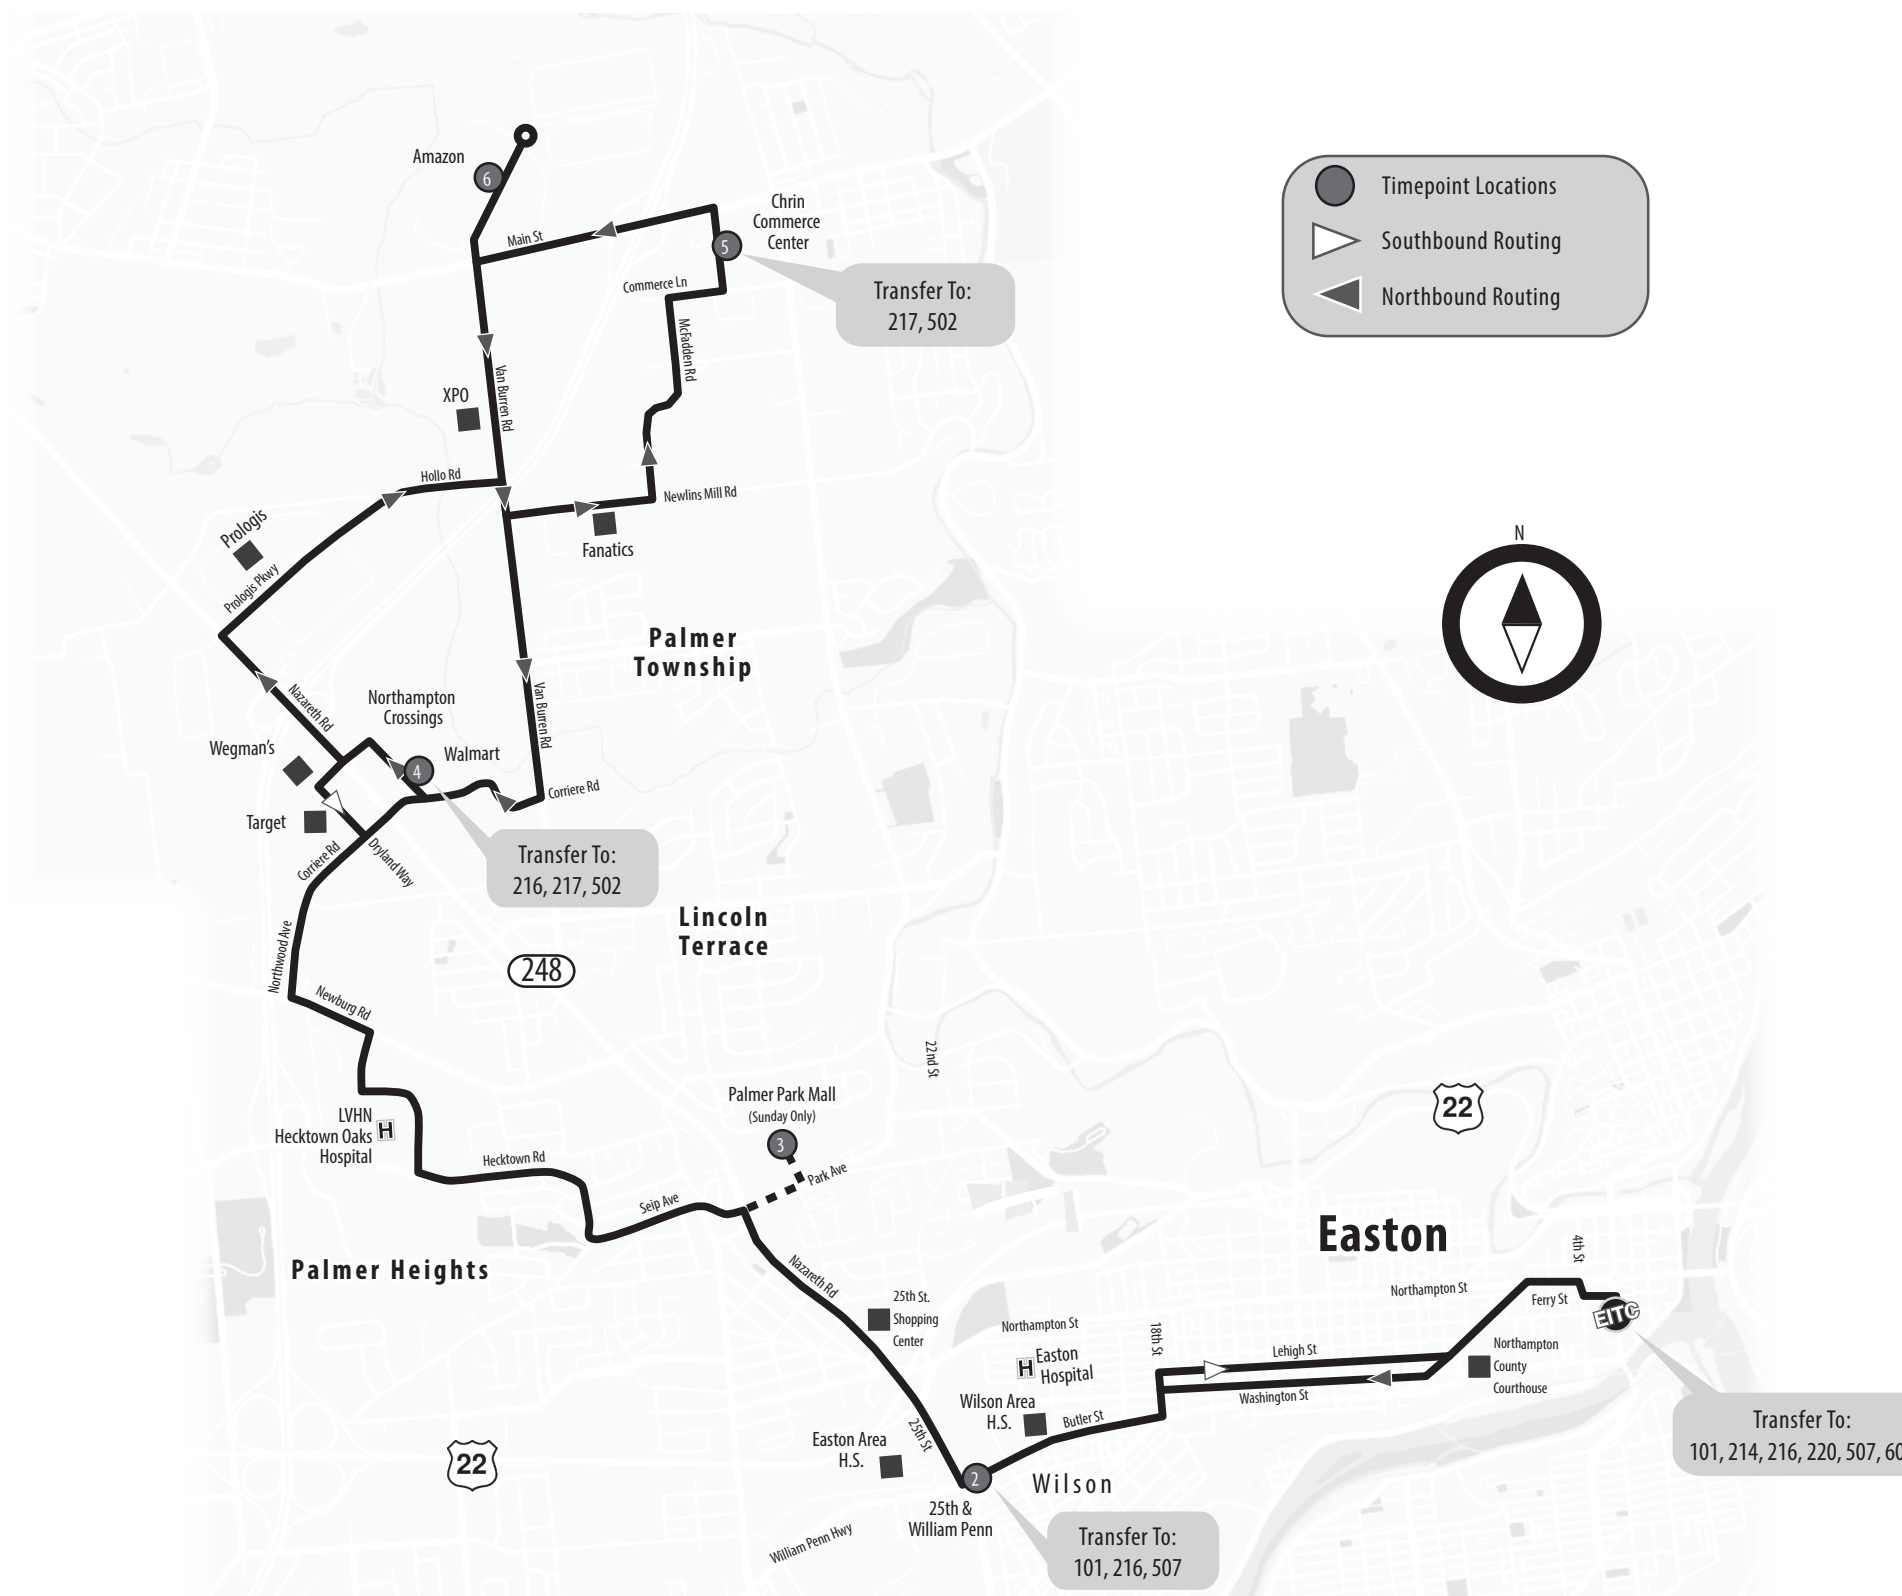 Amazon
6
Chrin
Commerce
Center
5
Main St
Commerce Ln
Transfer To:
217, 502
McFadden Rd
Van Burren Rd
XPO
Hollo Rd
Newlins Mill Rd
Fanatics
Prologis
Prologis Pkwy
Timepoint Locations
Southbound Routing
Northbound Routing
N
Palmer
Township
Nazareth Rd
Northampton
Crossings
Van Burren Rd
Wegman's
Walmart
4
Corriere Rd
Target
Corriere Rd
Dryland Way
Transfer To:
216, 217, 502
Lincoln
Terrace
Northwood Ave
248
Newburg Rd
22nd St
Palmer Park Mall
(Sunday Only)
3
Park Ave
LVHN
Hecktown Oaks
Hospital
H
Hecktown Rd
Seip Ave
22
Palmer Heights
Easton
4th St
Nazareth Rd
25th St.
Shopping
Center
Northampton St
Northampton St
Ferry St
EITC
18th St
Easton
Hospital
H
Lehigh St
Washington St
Northampton
County
Courthouse
Wilson Area
H.S.
Butler St
Easton Area
H.S.
25th St
2
Wilson
25th &
William Penn
William Penn Hwy
22
Transfer To:
101, 216, 507
Transfer To:
101, 214, 216, 220, 507, 60